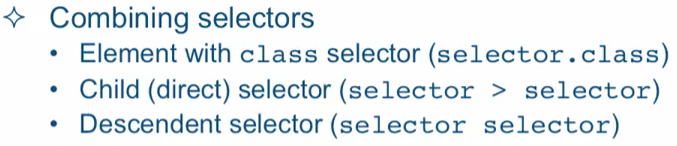 ✧ Combining selectors
• Element with class selector (selector.class)
• Child (direct) selector (selector > selector)
• Descendent selector (selector selector)